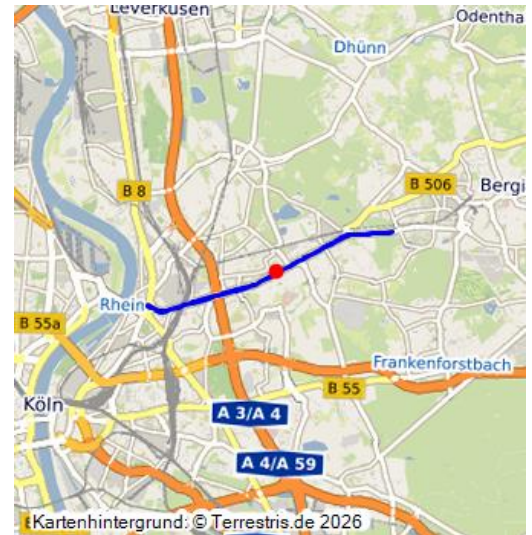 Leverkusen
Odentha
Dhünn
B 8
B 506
Bergi
Rhein
B 55a
Frankenforstbach
B 55
Köln
A 3/A 4
A 4/A 59
Kartenhintergrund: © Terrestris.de 2026